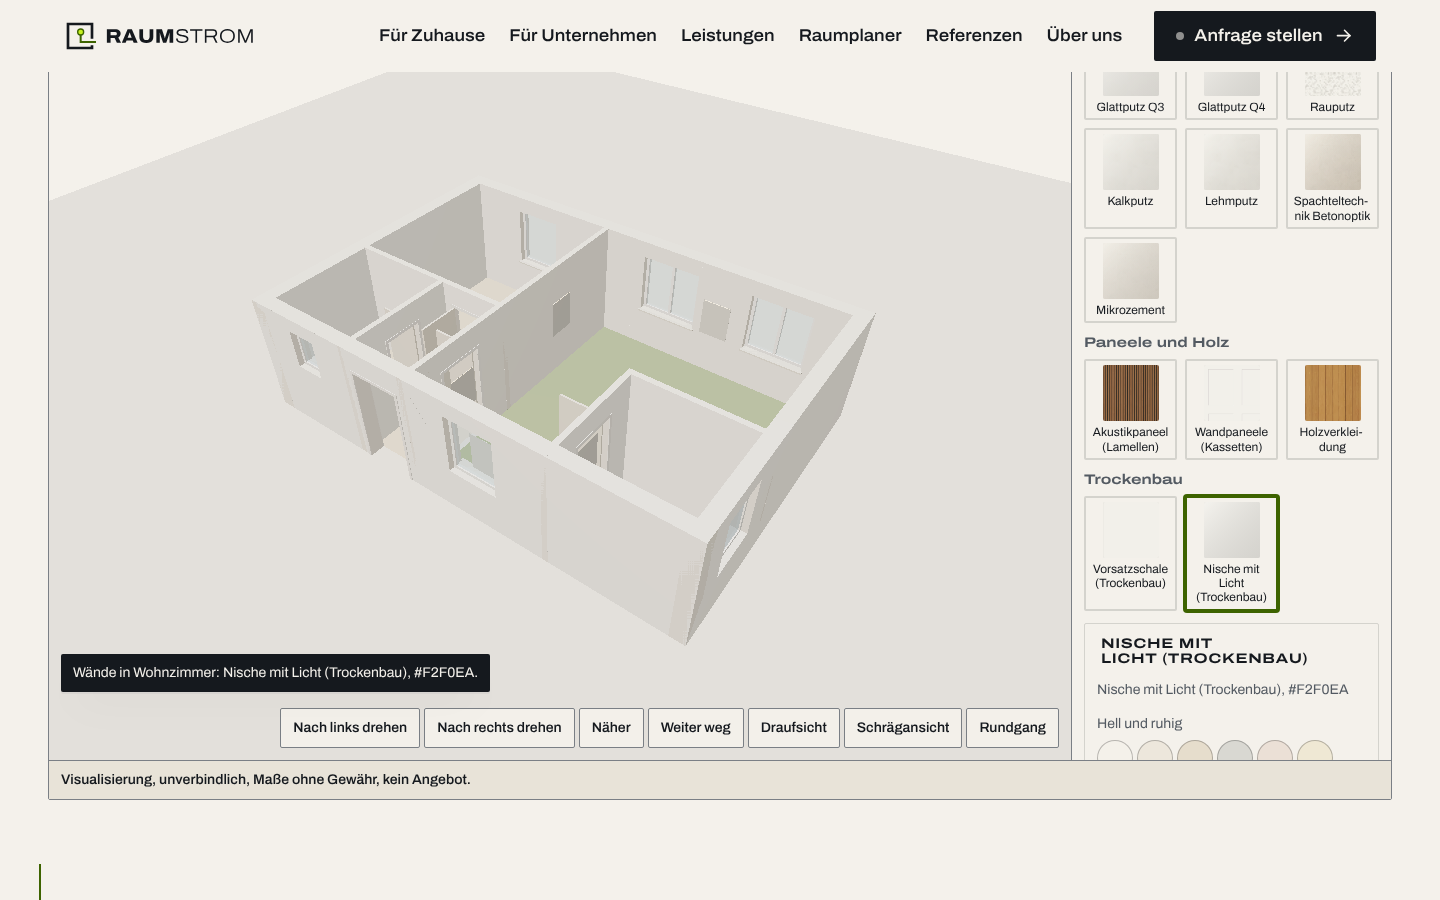 RAUMSTROM
Für Zuhause
Für Unternehmen
Leistungen
Raumplaner
Referenzen
Über uns
Anfrage stellen
Glattputz Q3
Glattputz Q4
Rauputz
Kalkputz
Lehmputz
Spachteltech-
nik Betonoptik
Mikrozement
Paneele und Holz
Akustikpaneel
(Lamellen)
Wandpaneele
(Kassetten)
Holzverklei-
dung
Trockenbau
Vorsatzschale
(Trockenbau)
Nische mit
Licht
(Trockenbau)
NISCHE MIT
LICHT (TROCKENBAU)
Nische mit Licht (Trockenbau), #F2F0EA
Hell und ruhig
Wände in Wohnzimmer: Nische mit Licht (Trockenbau), #F2F0EA.
Nach links drehen
Nach rechts drehen
Näher
Weiter weg
Draufsicht
Schrägansicht
Rundgang
Visualisierung, unverbindlich, Maße ohne Gewähr, kein Angebot.